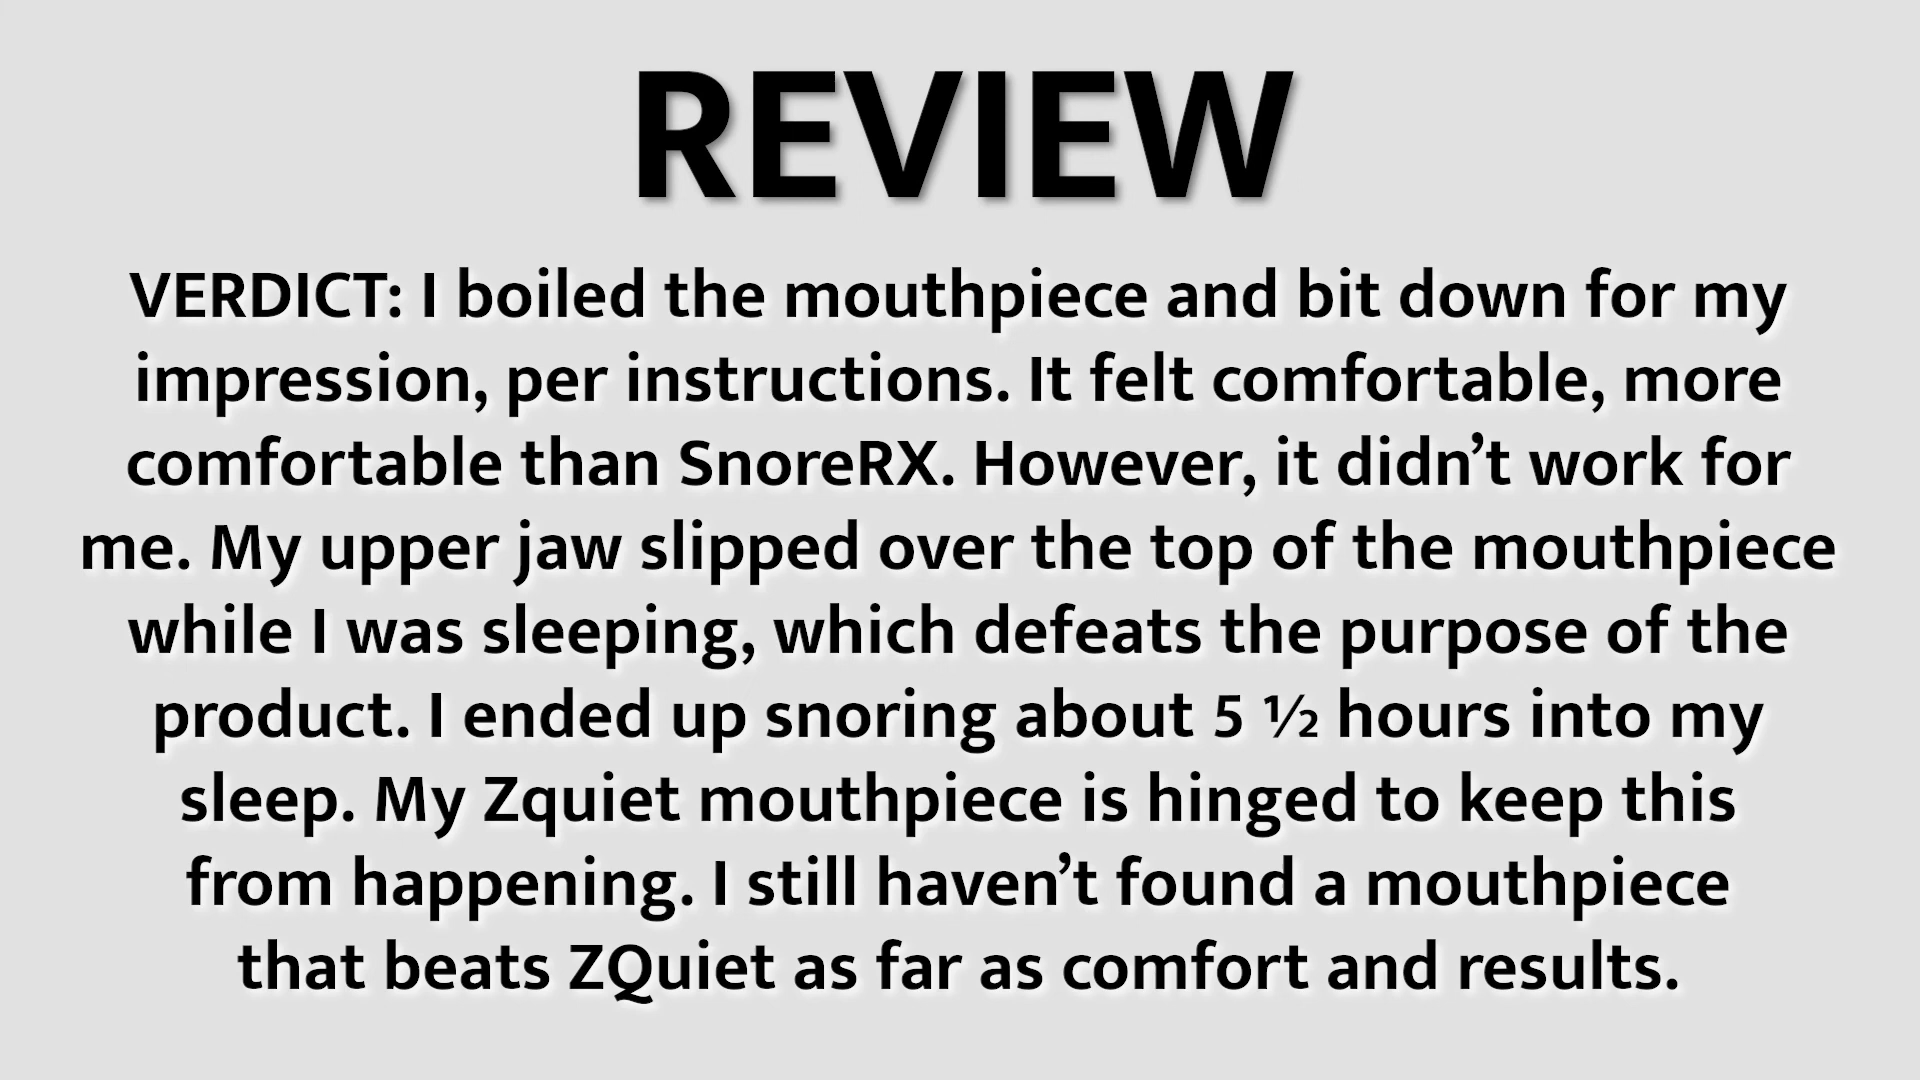 REVIEW
VERDICT: I boiled the mouthpiece and bit down for my
impression, per instructions. It felt comfortable, more
comfortable than SnoreRX. However, it didn’t work for
me. My upper jaw slipped over the top of the mouthpiece
while I was sleeping, which defeats the purpose of the
product. I ended up snoring about 5 ½ hours into my
sleep. My Zquiet mouthpiece is hinged to keep this
from happening. I still haven’t found a mouthpiece
that beats ZQuiet as far as comfort and results.